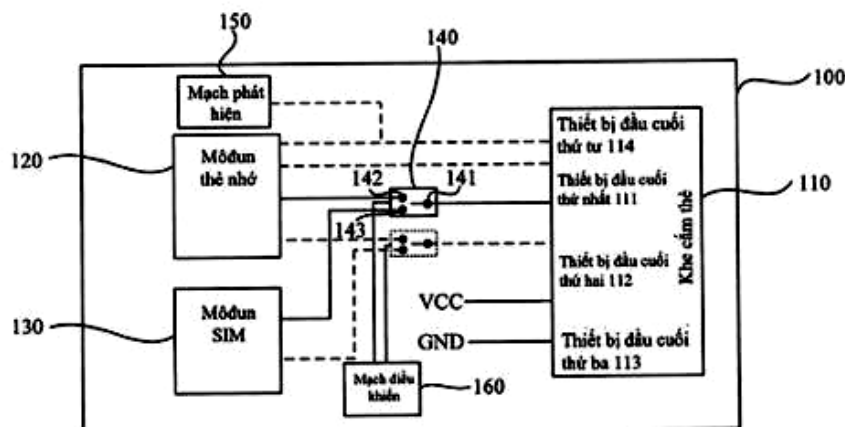 150
140
100
Mạch phát
hiện
120
Môđun
thẻ nhớ
Thiết bị đầu cuối
thứ tư 114
142
141
110
Thiết bị đầu cuối
thứ nhất 111
143
Khe cắm thẻ
Thiết bị đầu cuối
thứ hai 112
130
Môđun
SIM
VCC
GND
Thiết bị đầu cuối
thứ ba 113
Mạch điều
khiển
160